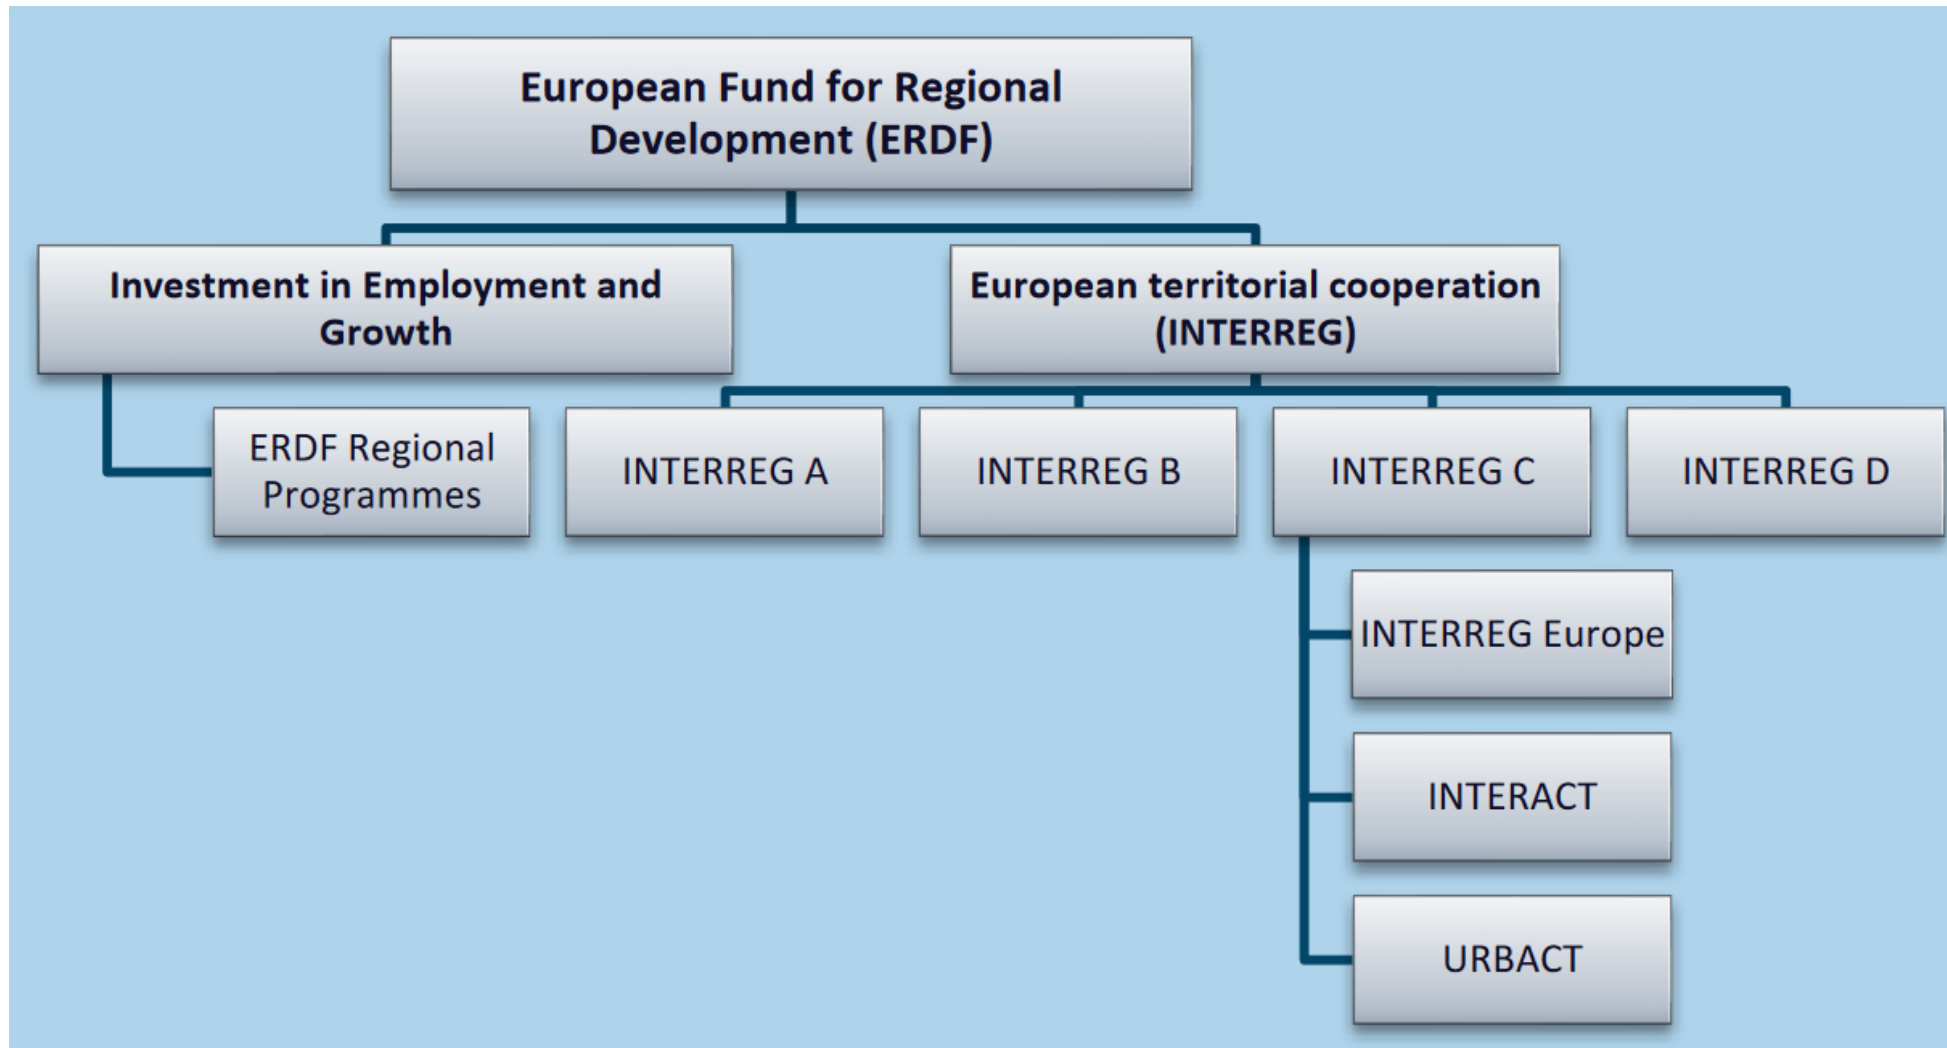 European Fund for Regional
Development (ERDF)
Investment in Employment and
Growth
European territorial cooperation
(INTERREG)
ERDF Regional
Programmes
INTERREG A
INTERREG B
INTERREG C
INTERREG D
INTERREG Europe
INTERACT
URBACT